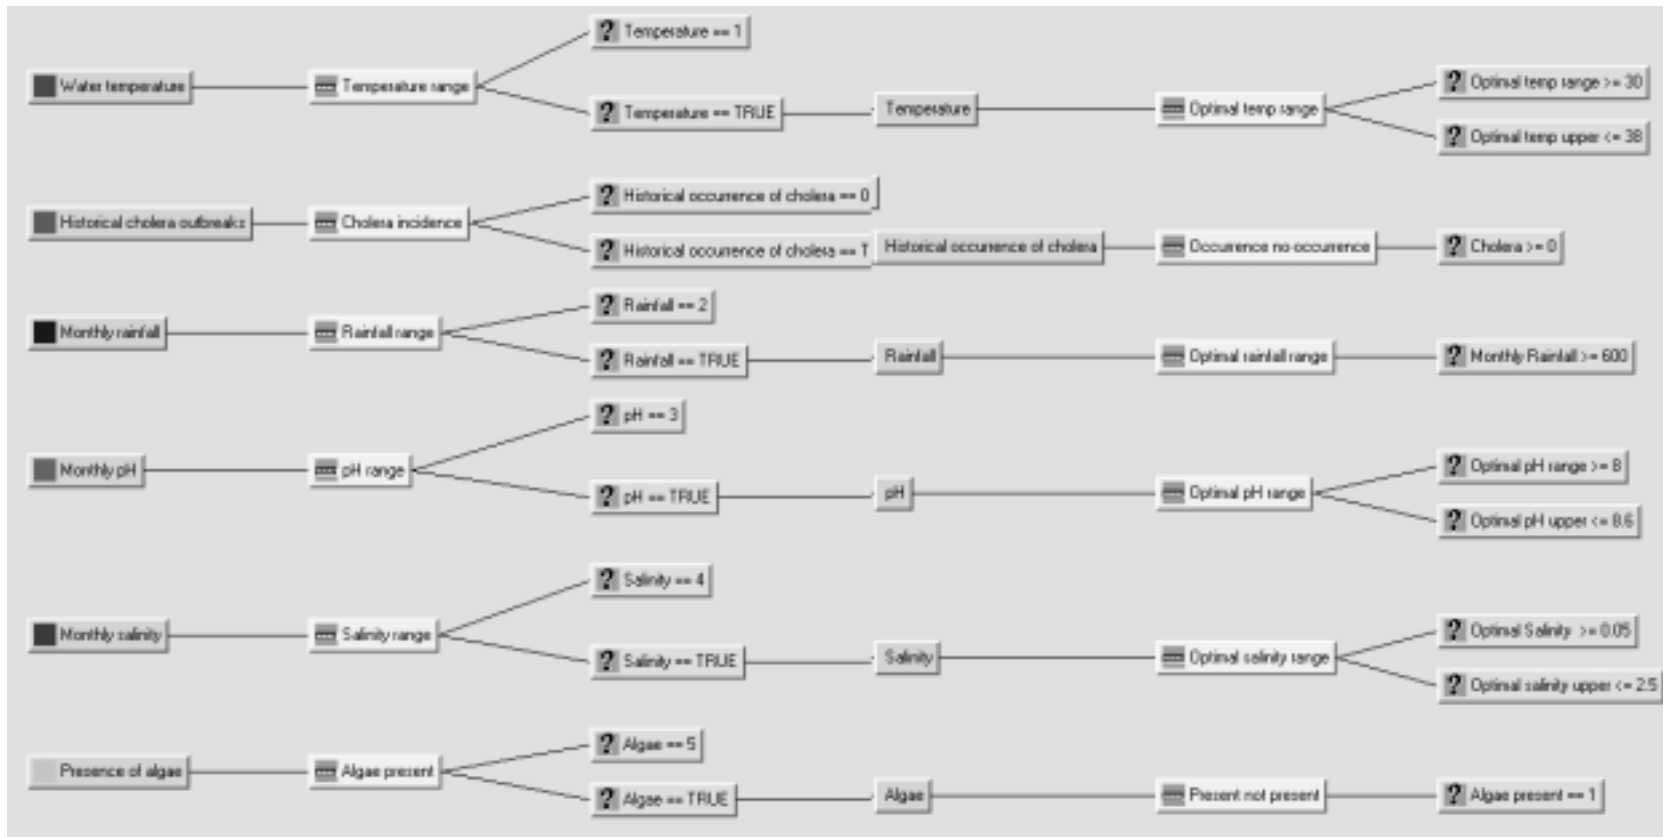 ? Temperature == 1
Water temperature
Temperature range
? Temperature == TRUE
Temperature
Optimal temp range
? Optimal temp range >= 30
? Optimal temp upper <= 38
? Historical occurrence of cholera == 0
Historical cholera outbreaks
Cholera incidence
? Historical occurrence of cholera == T
Historical occurrence of cholera
Occurrence no-occurrence
? Cholera >= 0
? Rainfall == 2
Monthly rainfall
Rainfall range
? Rainfall == TRUE
Rainfall
Optimal rainfall range
? Monthly Rainfall >= 600
? pH == 3
Monthly pH
pH range
? pH == TRUE
pH
Optimal pH range
? Optimal pH range >= 8
? Optimal pH upper <= 8.6
? Salinity == 4
Monthly salinity
Salinity range
? Salinity == TRUE
Salinity
Optimal salinity range
? Optimal Salinity >= 0.05
? Optimal salinity upper <= 2.5
? Algae == 5
Presence of algae
Algae present
? Algae == TRUE
Algae
Present not present
? Algae present == 1